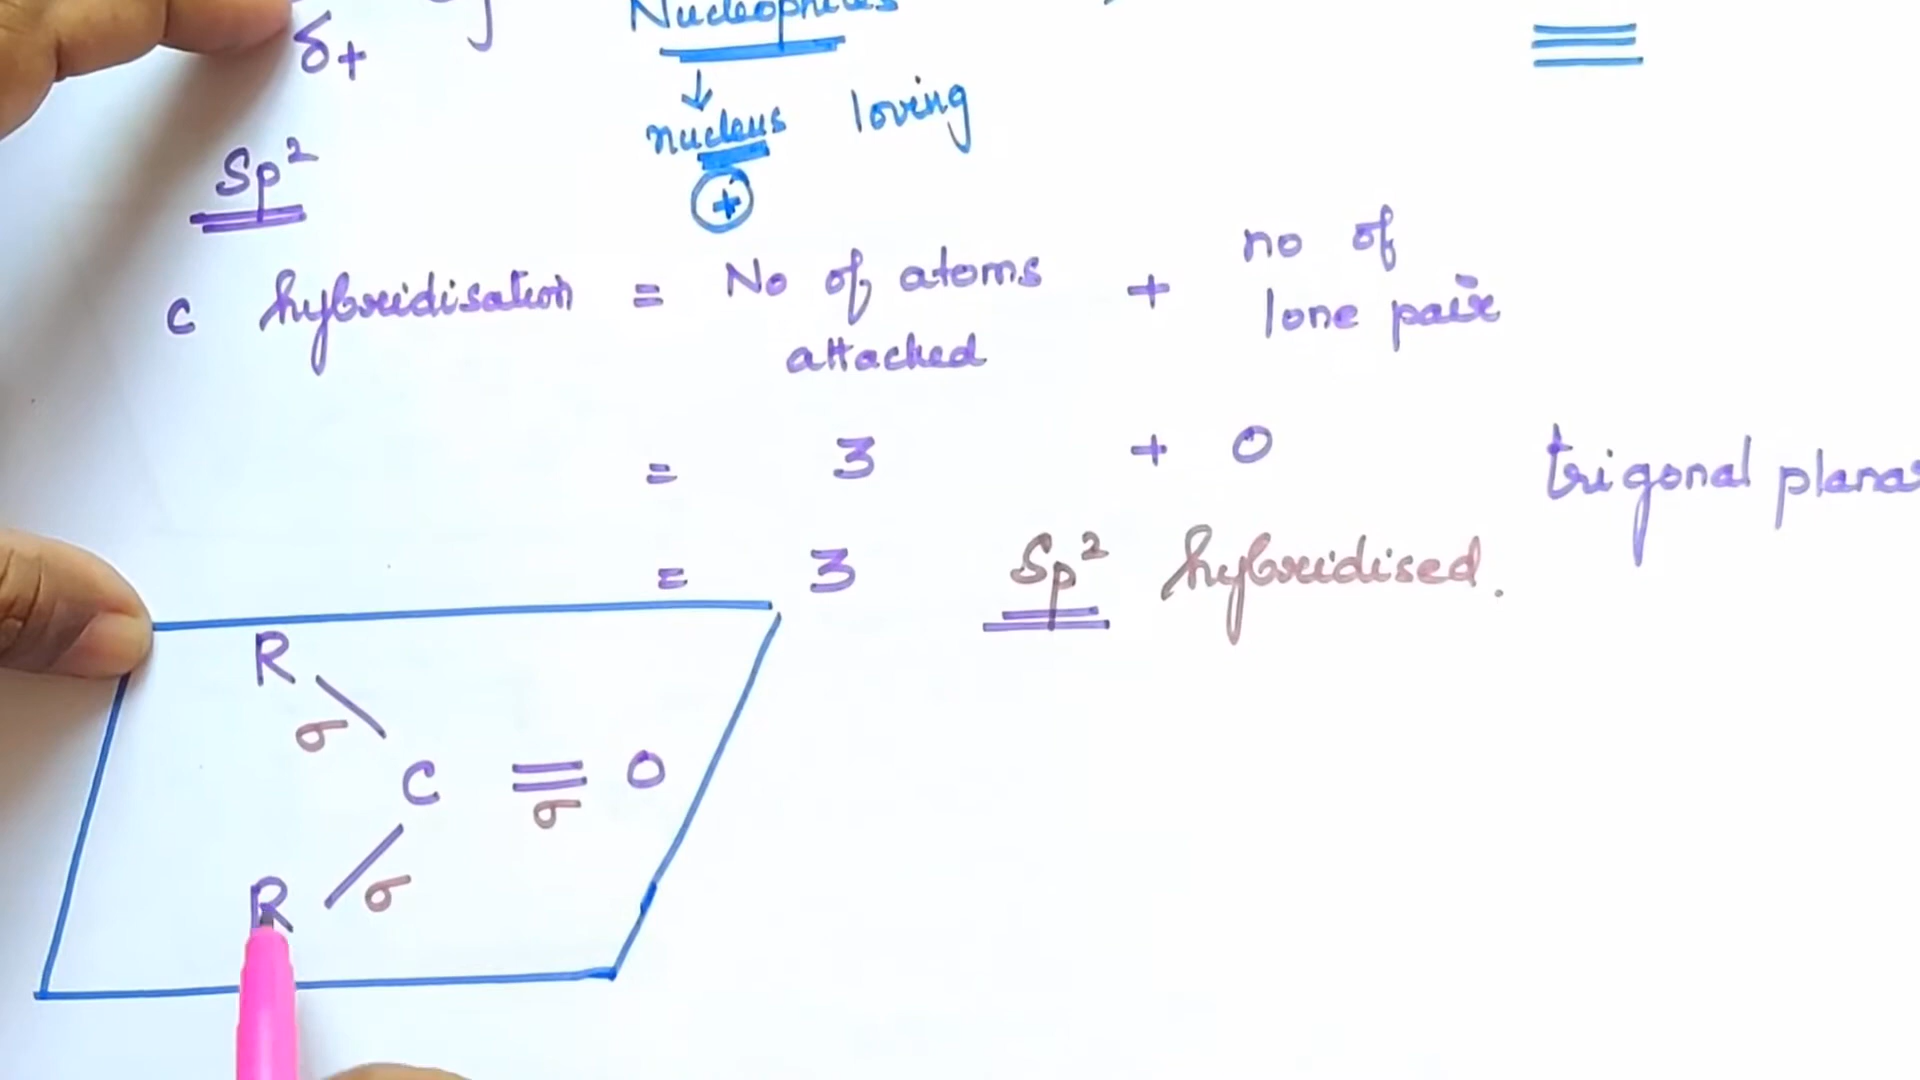 δ+
Nucleophiles
↓
nucleus loving
+
Sp²
C hybridisation = No of atoms attached + no of lone pair
= 3 + 0 trigonal planar
= 3 Sp² hybridised.
R
σ
C = O
σ
R σ